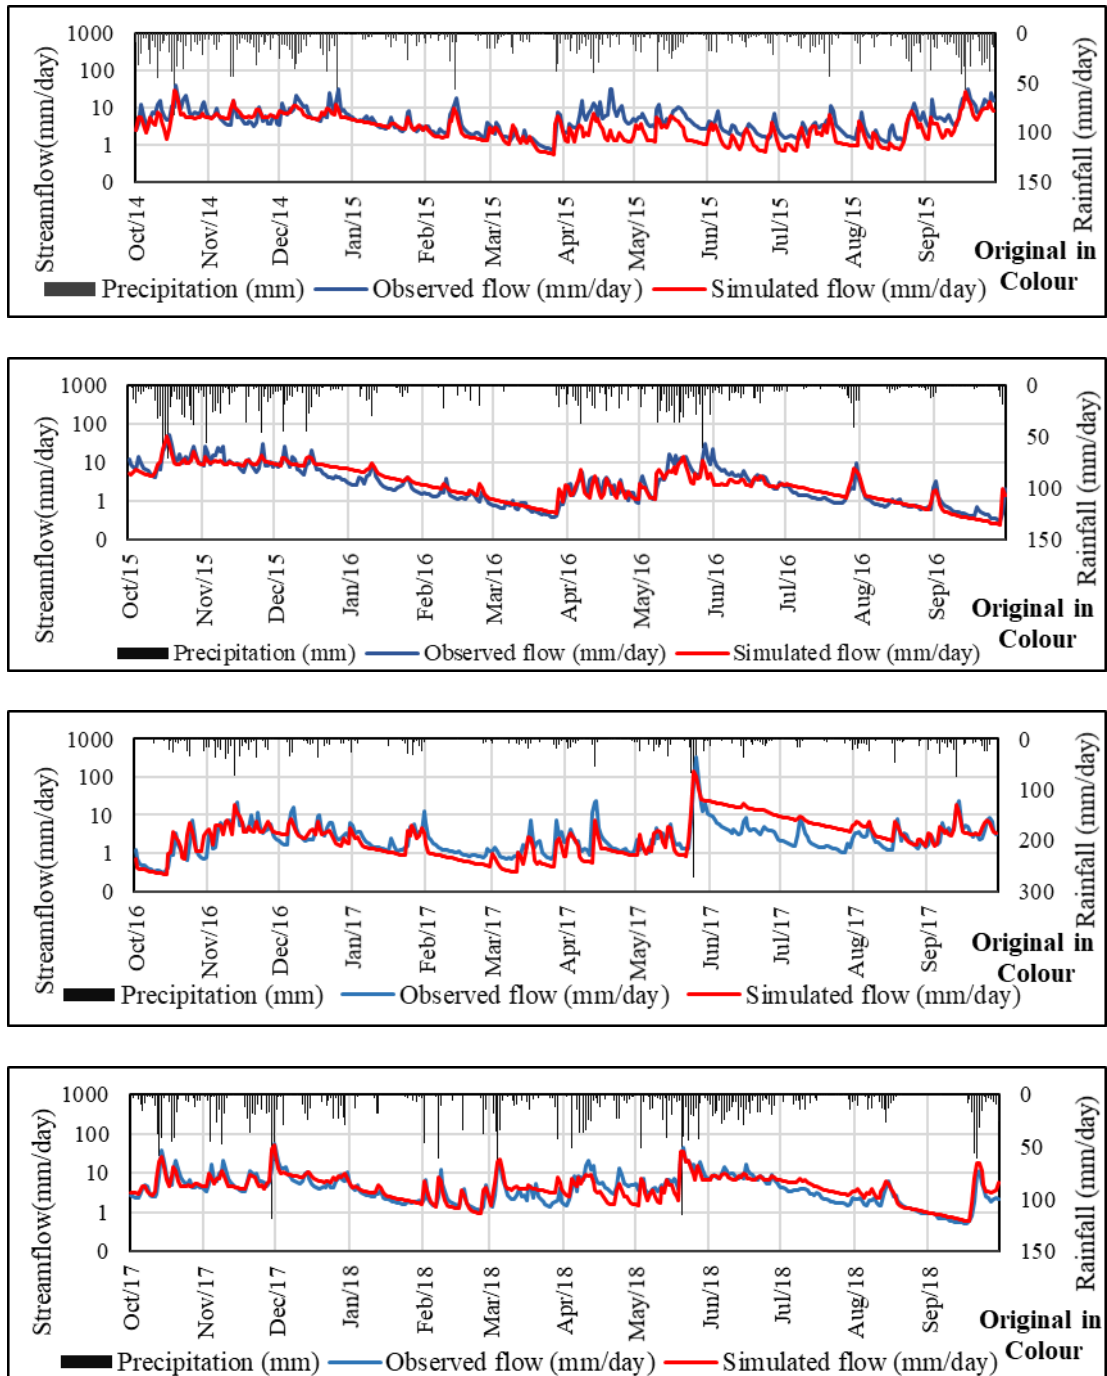 1000 0
100 50
10 100
1
0 150
Streamflow(mm/day)
Rainfall (mm/day)
Oct/14 Nov/14 Dec/14 Jan/15 Feb/15 Mar/15 Apr/15 May/15 Jun/15 Jul/15 Aug/15 Sep/15
Original in
Colour
Precipitation (mm) Observed flow (mm/day) Simulated flow (mm/day)
1000 0
100 50
10 100
1
0 150
Streamflow(mm/day)
Rainfall (mm/day)
Oct/15 Nov/15 Dec/15 Jan/16 Feb/16 Mar/16 Apr/16 May/16 Jun/16 Jul/16 Aug/16 Sep/16
Original in
Colour
Precipitation (mm) Observed flow (mm/day) Simulated flow (mm/day)
1000 0
100 100
10 200
1
0 300
Streamflow(mm/day)
Rainfall (mm/day)
Oct/16 Nov/16 Dec/16 Jan/17 Feb/17 Mar/17 Apr/17 May/17 Jun/17 Jul/17 Aug/17 Sep/17
Original in
Colour
Precipitation (mm) Observed flow (mm/day) Simulated flow (mm/day)
1000 0
100 50
10 100
1
0 150
Streamflow(mm/day)
Rainfall (mm/day)
Oct/17 Nov/17 Dec/17 Jan/18 Feb/18 Mar/18 Apr/18 May/18 Jun/18 Jul/18 Aug/18 Sep/18
Original in
Colour
Precipitation (mm) Observed flow (mm/day) Simulated flow (mm/day)